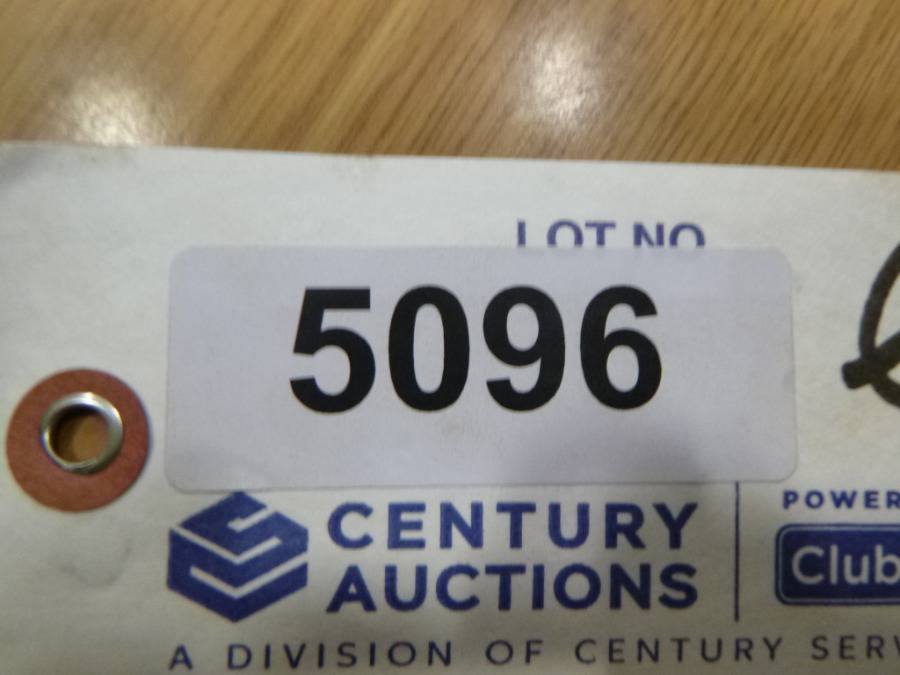 LOT NO
5096
CENTURY
AUCTIONS
POWER
Club
A DIVISION OF CENTURY SERV